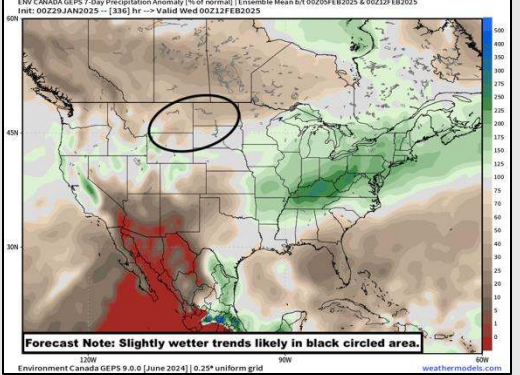 ENV CANADA GEPS 7-Day Precipitation Anomaly [% of normal] | Ensemble Mean b/t 00Z05FEB2025 & 00Z12FEB2025
Init: 00Z29JAN2025 -- [336] hr --> Valid Wed 00Z12FEB2025
60N
45N
30N
120W
90W
60W
500
400
350
300
275
250
225
200
175
150
125
75
70
60
50
40
30
20
10
5
1
0
Forecast Note: Slightly wetter trends likely in black circled area.
Environment Canada GEPS 9.0.0 [June 2024] | 0.25° uniform grid
weathermodels.com